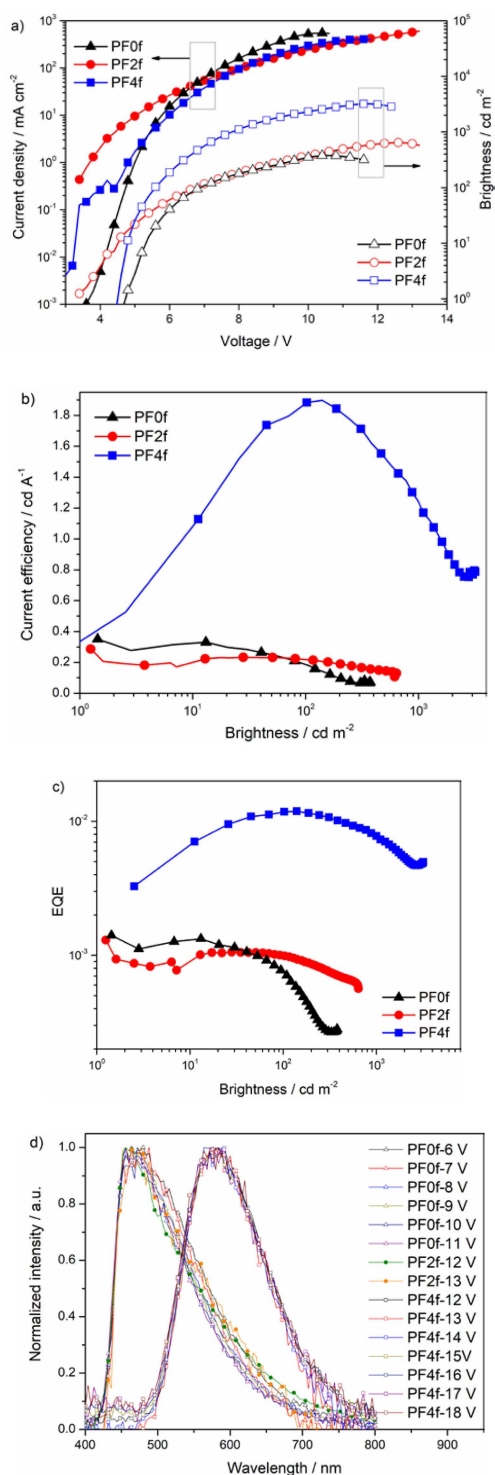 a)
10³
10²
10¹
10⁰
10⁻¹
10⁻²
10⁻³
Current density / mA cm⁻²
PF0f
PF2f
PF4f
10⁵
10⁴
10³
10²
10¹
10⁰
Brightness / cd m⁻²
PF0f
PF2f
PF4f
4 6 8 10 12 14
Voltage / V
b)
1.8
1.6
1.4
1.2
1.0
0.8
0.6
0.4
0.2
0.0
Current efficiency / cd A⁻¹
PF0f
PF2f
PF4f
10⁰ 10¹ 10² 10³
Brightness / cd m⁻²
c)
10⁻²
10⁻³
EQE
PF0f
PF2f
PF4f
10⁰ 10¹ 10² 10³
Brightness / cd m⁻²
d)
1.0
0.8
0.6
0.4
0.2
0.0
Normalized intensity / a.u.
PF0f-6 V
PF0f-7 V
PF0f-8 V
PF0f-9 V
PF0f-10 V
PF0f-11 V
PF2f-12 V
PF2f-13 V
PF4f-12 V
PF4f-13 V
PF4f-14 V
PF4f-15V
PF4f-16 V
PF4f-17 V
PF4f-18 V
400 500 600 700 800 900
Wavelength / nm